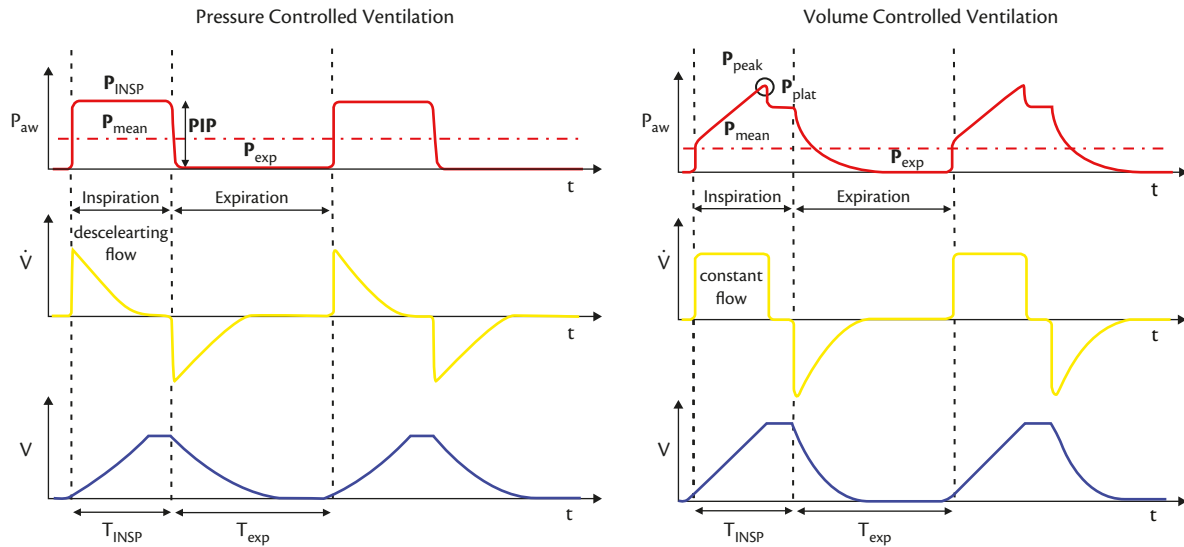 Pressure Controlled Ventilation
P_INSP
PIP
P_aw
P_mean
P_exp
t
Inspiration
Expiration
descelearting
flow
V̇
t
V
t
T_INSP
T_exp
Volume Controlled Ventilation
P_peak
P_plat
P_aw
P_mean
P_exp
t
Inspiration
Expiration
V̇
constant
flow
t
V
t
T_INSP
T_exp